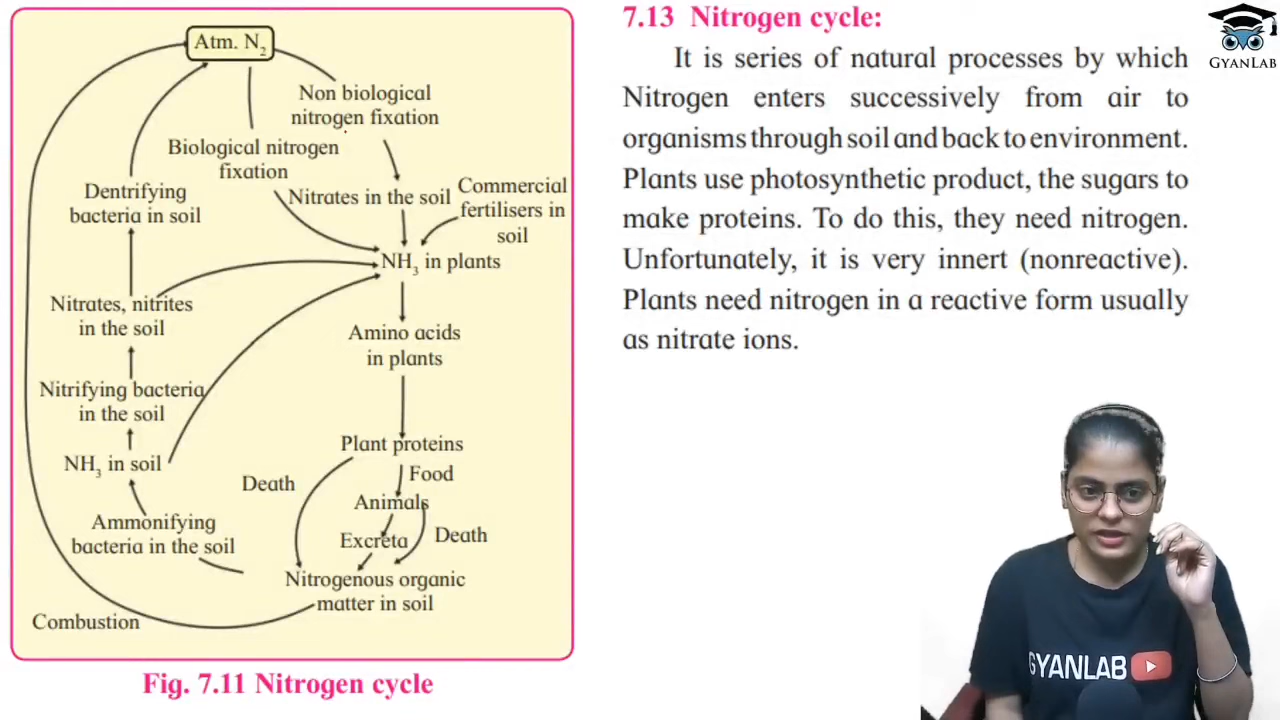 Atm. N₂
Non biological
nitrogen fixation
Biological nitrogen
fixation
Nitrates in the soil
Commercial
fertilisers in
soil
Dentrifying
bacteria in soil
NH₃ in plants
Nitrates, nitrites
in the soil
Amino acids
in plants
Nitrifying bacteria
in the soil
Plant proteins
NH₃ in soil
Food
Death
Animals
Ammonifying
bacteria in the soil
Excreta
Death
Nitrogenous organic
matter in soil
Combustion
Fig. 7.11 Nitrogen cycle
7.13 Nitrogen cycle:
It is series of natural processes by which
Nitrogen enters successively from air to
organisms through soil and back to environment.
Plants use photosynthetic product, the sugars to
make proteins. To do this, they need nitrogen.
Unfortunately, it is very innert (nonreactive).
Plants need nitrogen in a reactive form usually
as nitrate ions.
GYANLAB
GYANLAB